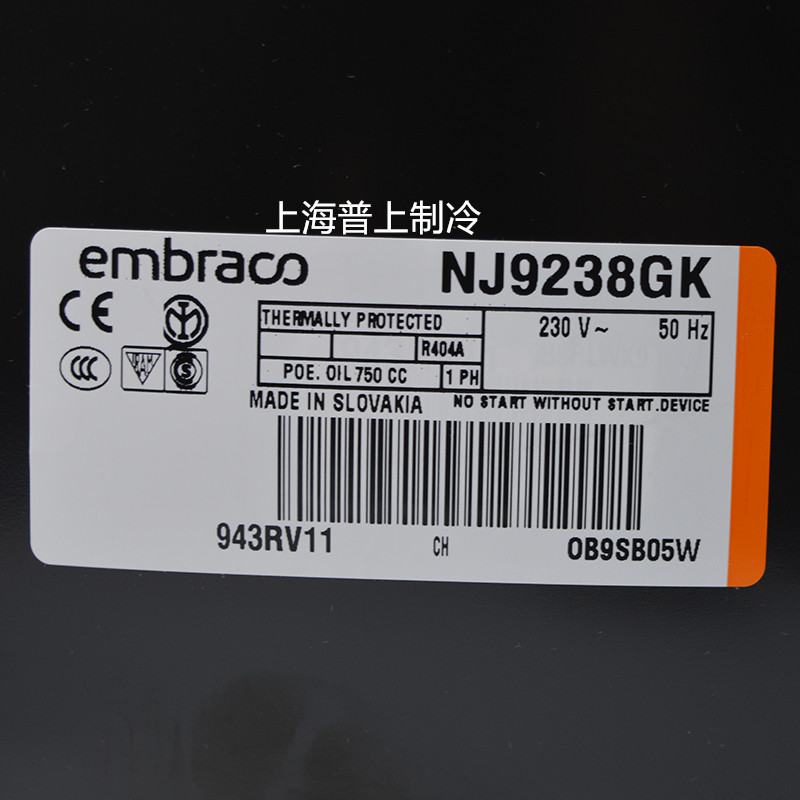 上海普上制冷
embraco NJ9238GK
CE
THERMALLY PROTECTED 230 V~ 50 Hz
R404A
CCC
POE. OIL 750 CC 1 PH
MADE IN SLOVAKIA NO START WITHOUT START.DEVICE
943RV11 CH OB9SB05W